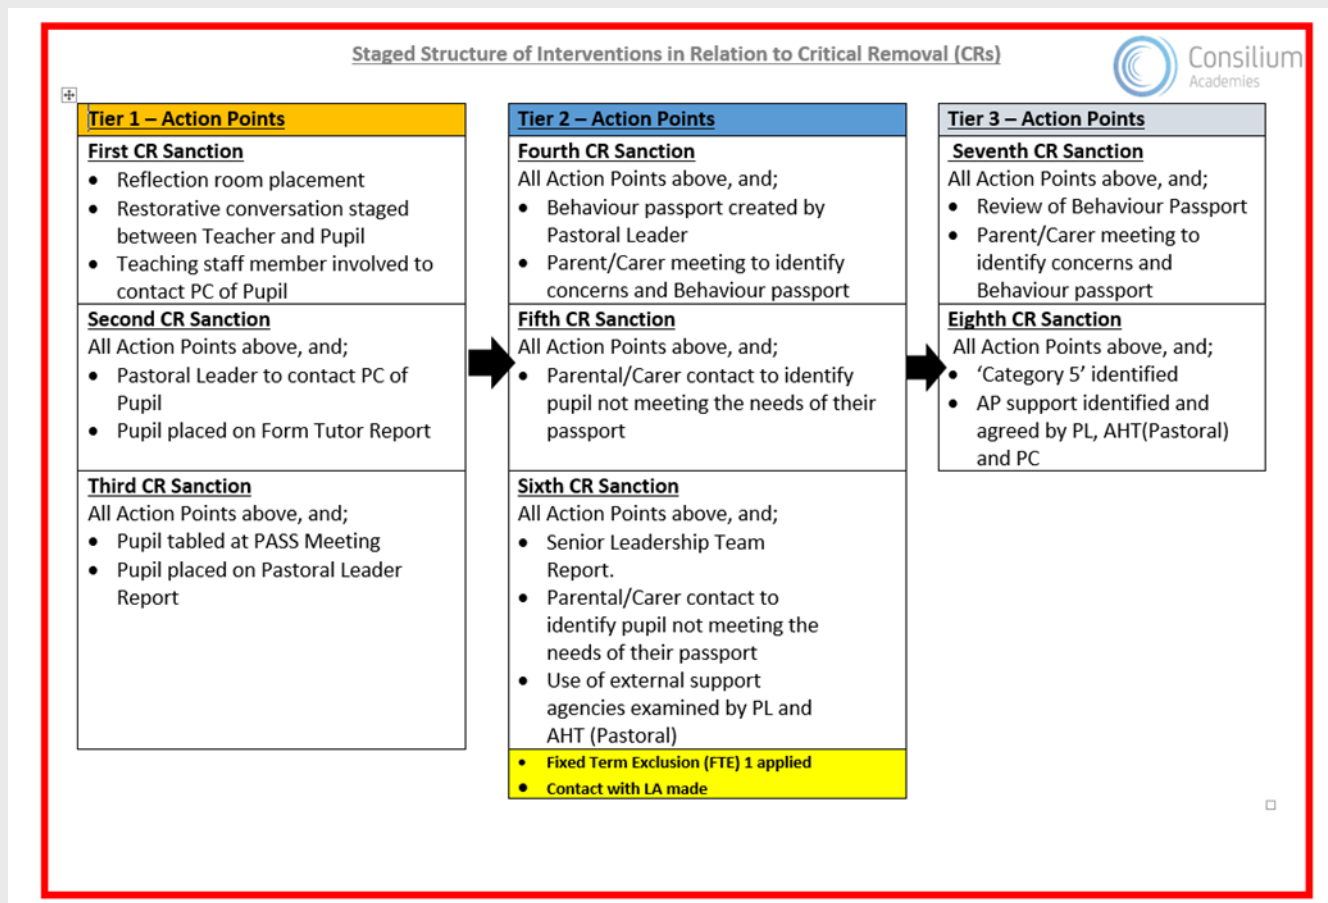 Staged Structure of Interventions in Relation to Critical Removal (CRs)
Consilium
Academies
Tier 1 – Action Points
First CR Sanction
• Reflection room placement
• Restorative conversation staged
between Teacher and Pupil
• Teaching staff member involved to
contact PC of Pupil
Second CR Sanction
All Action Points above, and;
• Pastoral Leader to contact PC of
Pupil
• Pupil placed on Form Tutor Report
Third CR Sanction
All Action Points above, and;
• Pupil tabled at PASS Meeting
• Pupil placed on Pastoral Leader
Report
Tier 2 – Action Points
Fourth CR Sanction
All Action Points above, and;
• Behaviour passport created by
Pastoral Leader
• Parent/Carer meeting to identify
concerns and Behaviour passport
Fifth CR Sanction
All Action Points above, and;
• Parental/Carer contact to identify
pupil not meeting the needs of their
passport
Sixth CR Sanction
All Action Points above, and;
• Senior Leadership Team
Report.
• Parental/Carer contact to
identify pupil not meeting the
needs of their passport
• Use of external support
agencies examined by PL and
AHT (Pastoral)
• Fixed Term Exclusion (FTE) 1 applied
• Contact with LA made
Tier 3 – Action Points
Seventh CR Sanction
All Action Points above, and;
• Review of Behaviour Passport
• Parent/Carer meeting to
identify concerns and
Behaviour passport
Eighth CR Sanction
All Action Points above, and;
• ‘Category 5’ identified
• AP support identified and
agreed by PL, AHT(Pastoral)
and PC